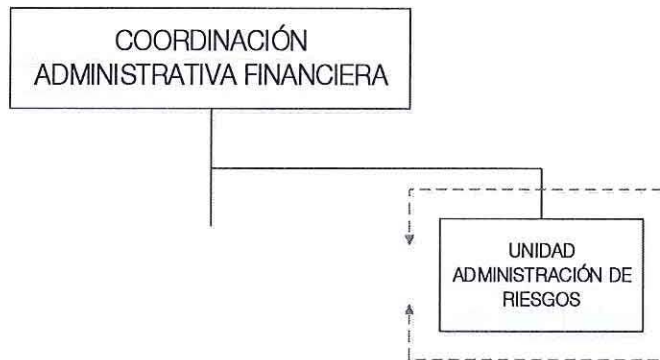 COORDINACIÓN
ADMINISTRATIVA FINANCIERA
UNIDAD
ADMINISTRACIÓN DE
RIESGOS